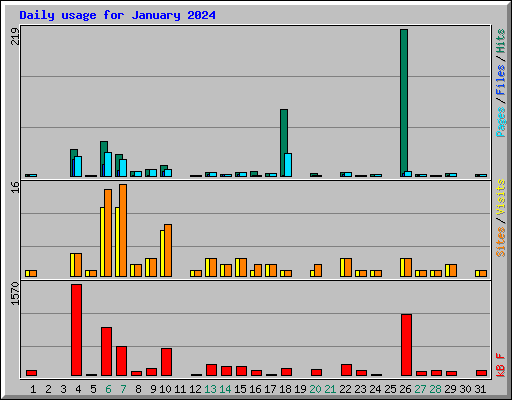 Daily usage for January 2024
219
Pages / Files / Hits
16
Sites / Visits
1570
kB F
1 2 3 4 5 6 7 8 9 10 11 12 13 14 15 16 17 18 19 20 21 22 23 24 25 26 27 28 29 30 31